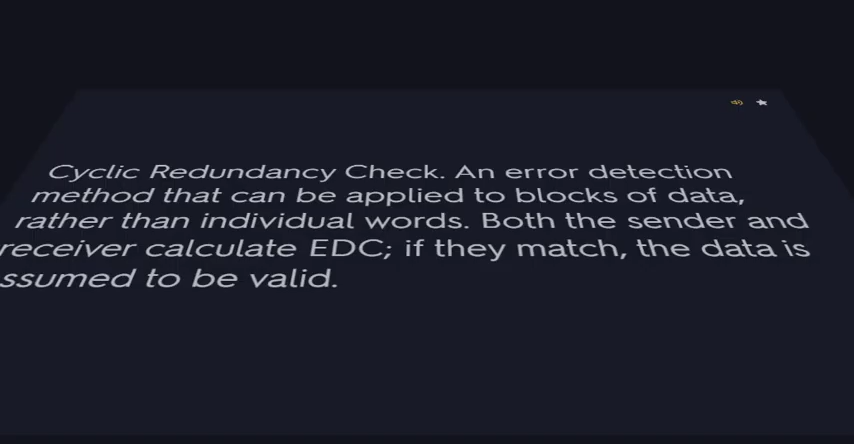 Cyclic Redundancy Check. An error detection
method that can be applied to blocks of data,
rather than individual words. Both the sender and
receiver calculate EDC; if they match, the data is
ssumed to be valid.